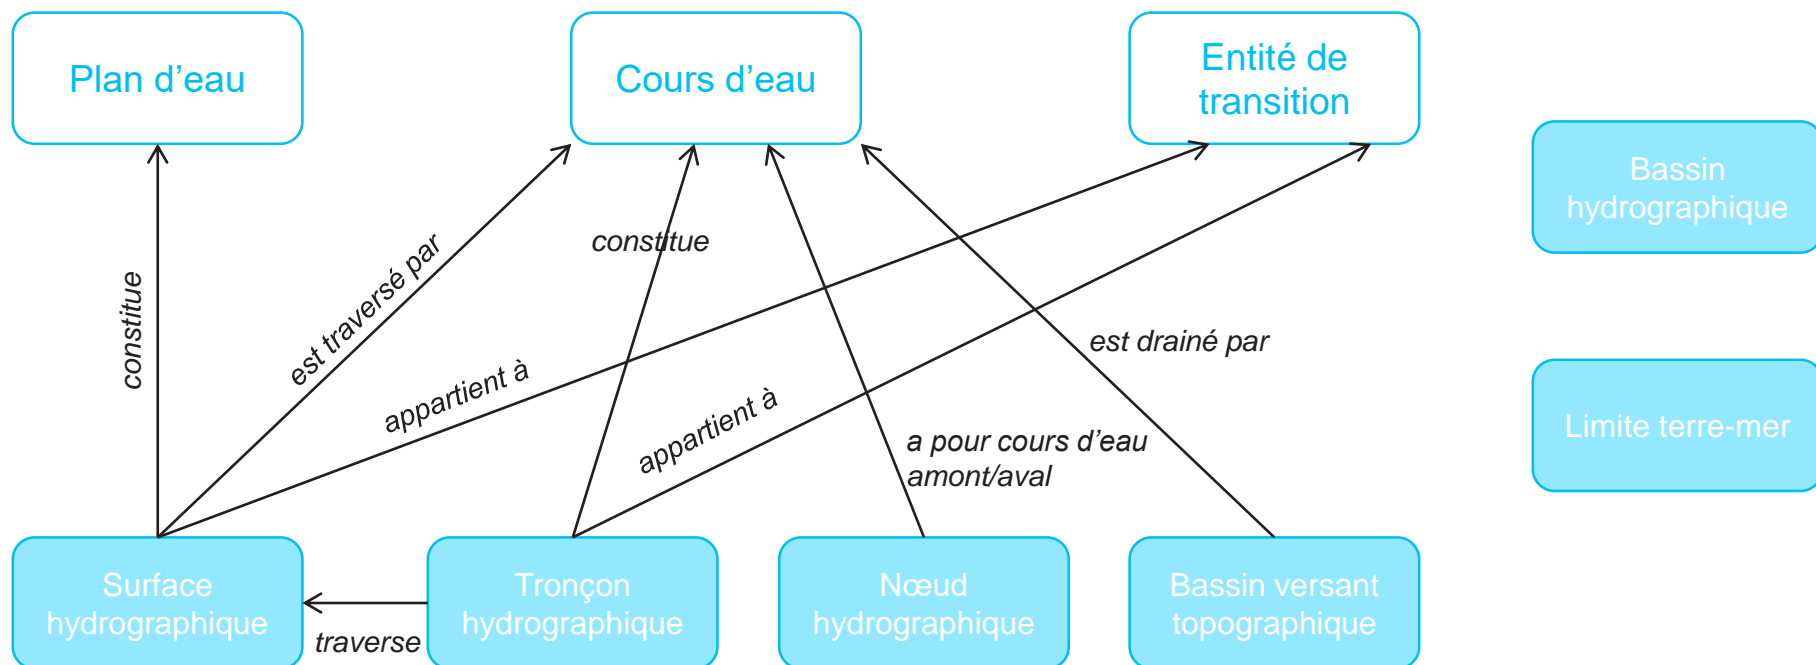 Plan d’eau
Cours d’eau
Entité de
transition
Bassin
hydrographique
constitue
est traversé par
constitue
appartient à
appartient à
est drainé par
a pour cours d’eau
amont/aval
Limite terre-mer
Surface
hydrographique
traverse
Tronçon
hydrographique
Nœud
hydrographique
Bassin versant
topographique